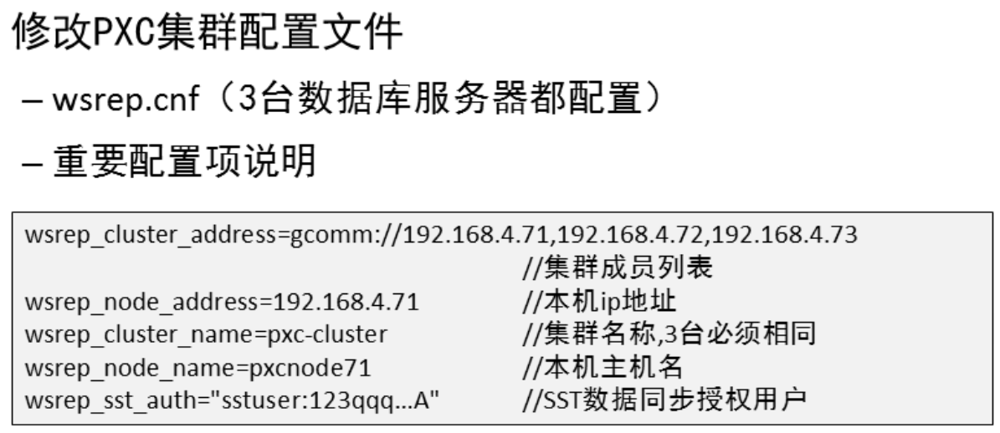 修改PXC集群配置文件
– wsrep.cnf（3台数据库服务器都配置）
– 重要配置项说明
wsrep_cluster_address=gcomm://192.168.4.71,192.168.4.72,192.168.4.73
//集群成员列表
wsrep_node_address=192.168.4.71 //本机ip地址
wsrep_cluster_name=pxc-cluster //集群名称,3台必须相同
wsrep_node_name=pxcnode71 //本机主机名
wsrep_sst_auth="sstuser:123qqq...A" //SST数据同步授权用户